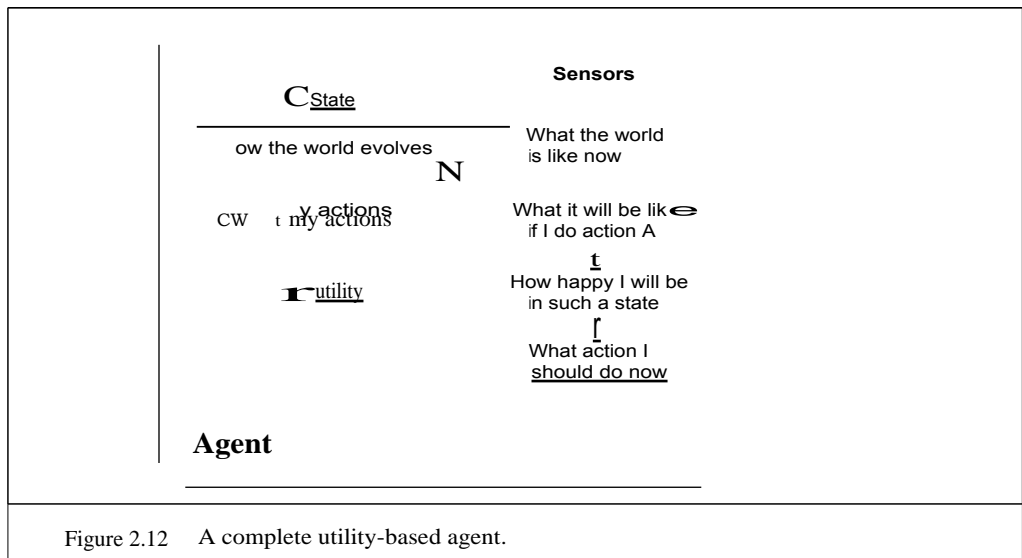 Sensors
C State
What the world
is like now
ow the world evolves
N
What it will be like
if I do action A
y actions
CW t my actions
t
How happy I will be
in such a state
r utility
r
What action I
should do now
Agent
Figure 2.12 A complete utility-based agent.